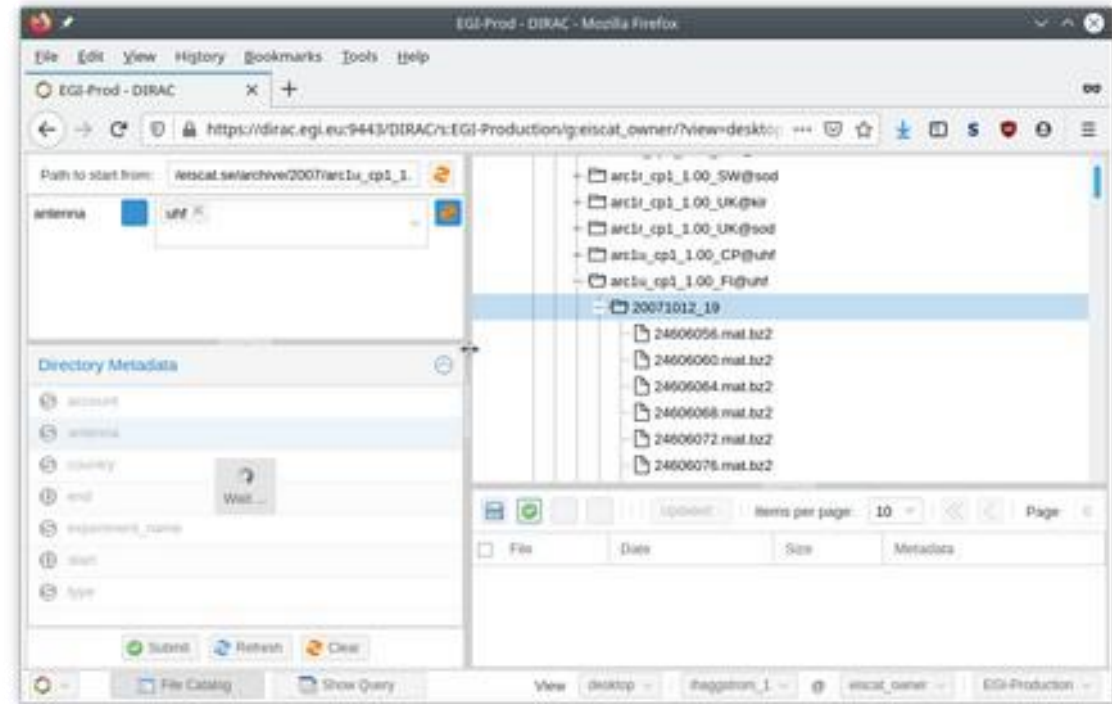 EGI-Prod - DIRAC - Mozilla Firefox
File Edit View History Bookmarks Tools Help
EGI-Prod - DIRAC
https://dirac.egi.eu:9443/DIRAC/s:EGI-Production/g:eiscat_owner/?view=deskto
Path to start from: /eiscat.se/archive/2007/arc1u_cp1_1.
antenna uhf
Directory Metadata
account
antenna
country
end
experiment_name
start
type
Wait ...
Submit Refresh Clear
arc1r_cp1_1.00_SW@sod
arc1r_cp1_1.00_UK@kir
arc1r_cp1_1.00_UK@sod
arc1u_cp1_1.00_CP@uhf
arc1u_cp1_1.00_FI@uhf
20071012_19
24606056.mat.bz2
24606060.mat.bz2
24606064.mat.bz2
24606068.mat.bz2
24606072.mat.bz2
24606076.mat.bz2
Items per page: 10 Page
File Date Size Metadata
File Catalog Show Query View desktop ihaggstrom_1 @ eiscat_owner EGI-Production